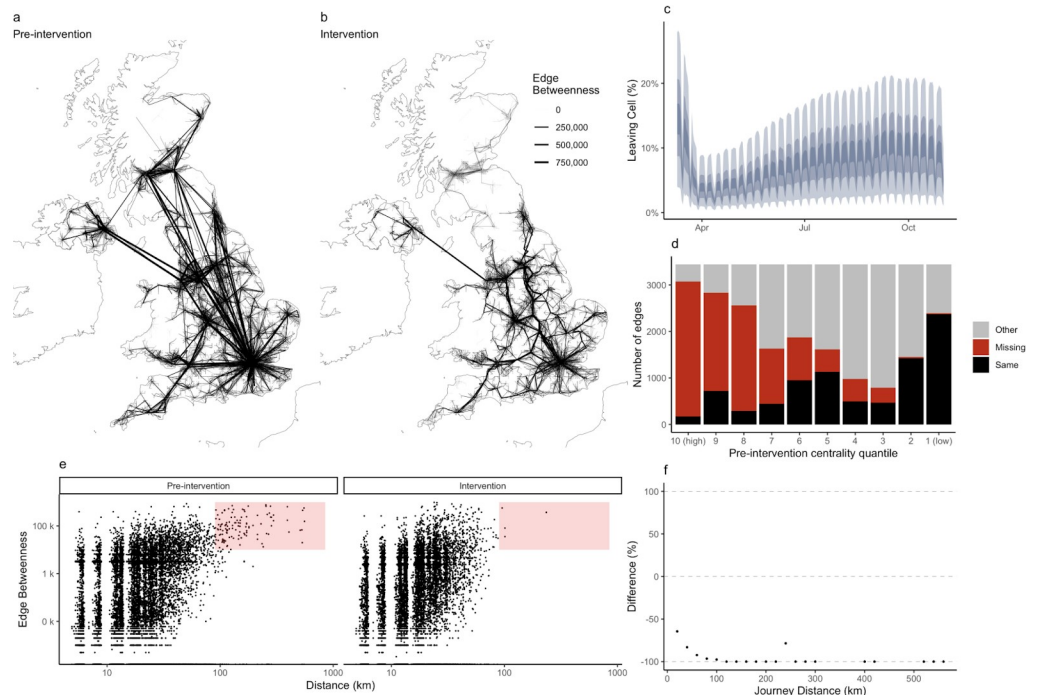 a
Pre-intervention
b
Intervention
Edge
Betweenness
0
250,000
500,000
750,000
c
Leaving Cell (%)
20%
10%
0%
Apr
Jul
Oct
d
Number of edges
3000
2000
1000
0
10 (high)
9
8
7
6
5
4
3
2
1 (low)
Pre-intervention centrality quantile
Other
Missing
Same
e
Pre-intervention
Intervention
Edge Betweenness
100 k
1 k
0 k
10
100
1000
10
100
1000
Distance (km)
f
Difference (%)
100
50
0
-50
-100
0
100
200
300
400
500
Journey Distance (km)